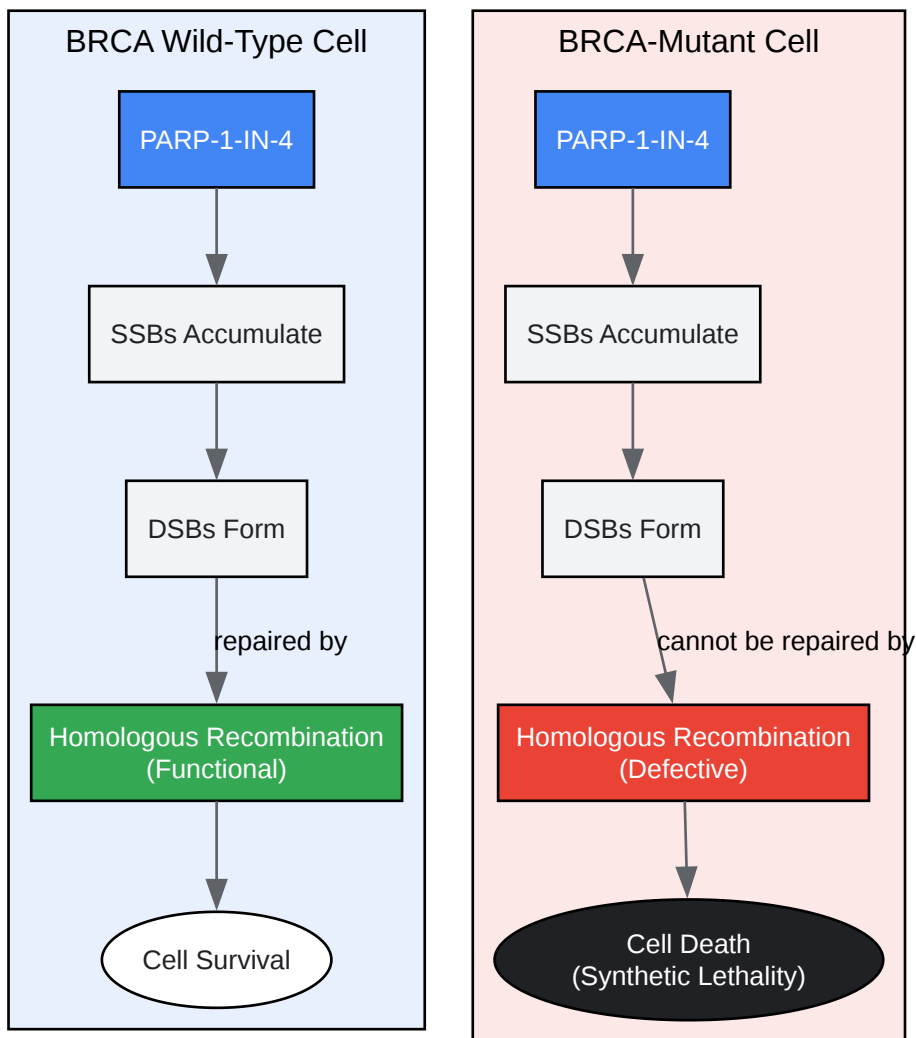 BRCA Wild-Type Cell
PARP-1-IN-4
SSBs Accumulate
DSBs Form
repaired by
Homologous Recombination
(Functional)
Cell Survival
BRCA-Mutant Cell
PARP-1-IN-4
SSBs Accumulate
DSBs Form
cannot be repaired by
Homologous Recombination
(Defective)
Cell Death
(Synthetic Lethality)